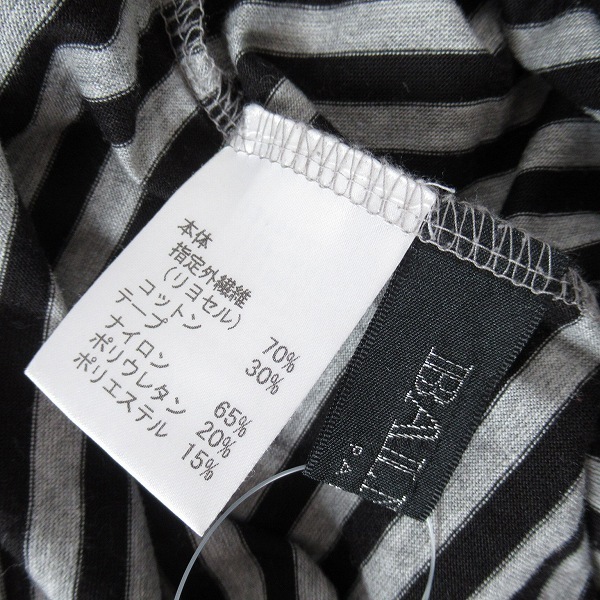 本体
指定外繊維
(リヨセル) 70%
コットン 30%
テープ
ナイロン 65%
ポリウレタン 20%
ポリエステル 15%